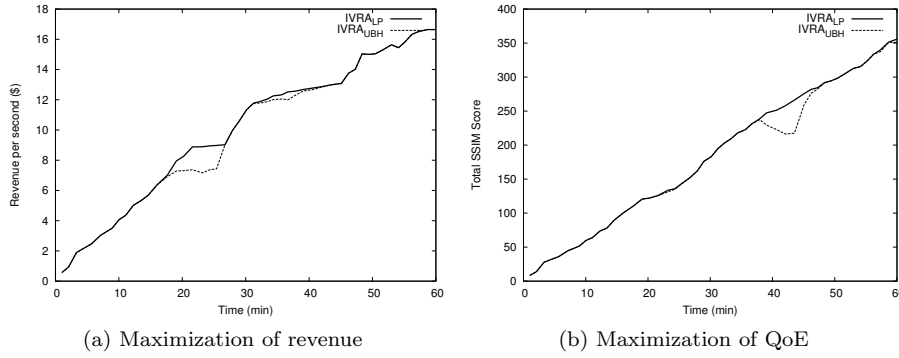 18
16
14
12
10
8
6
4
2
0
Revenue per second ($)
IVRA_LP
IVRA_UBH
0 10 20 30 40 50 60
Time (min)
(a) Maximization of revenue
400
350
300
250
200
150
100
50
0
Total SSIM Score
IVRA_LP
IVRA_UBH
0 10 20 30 40 50 60
Time (min)
(b) Maximization of QoE